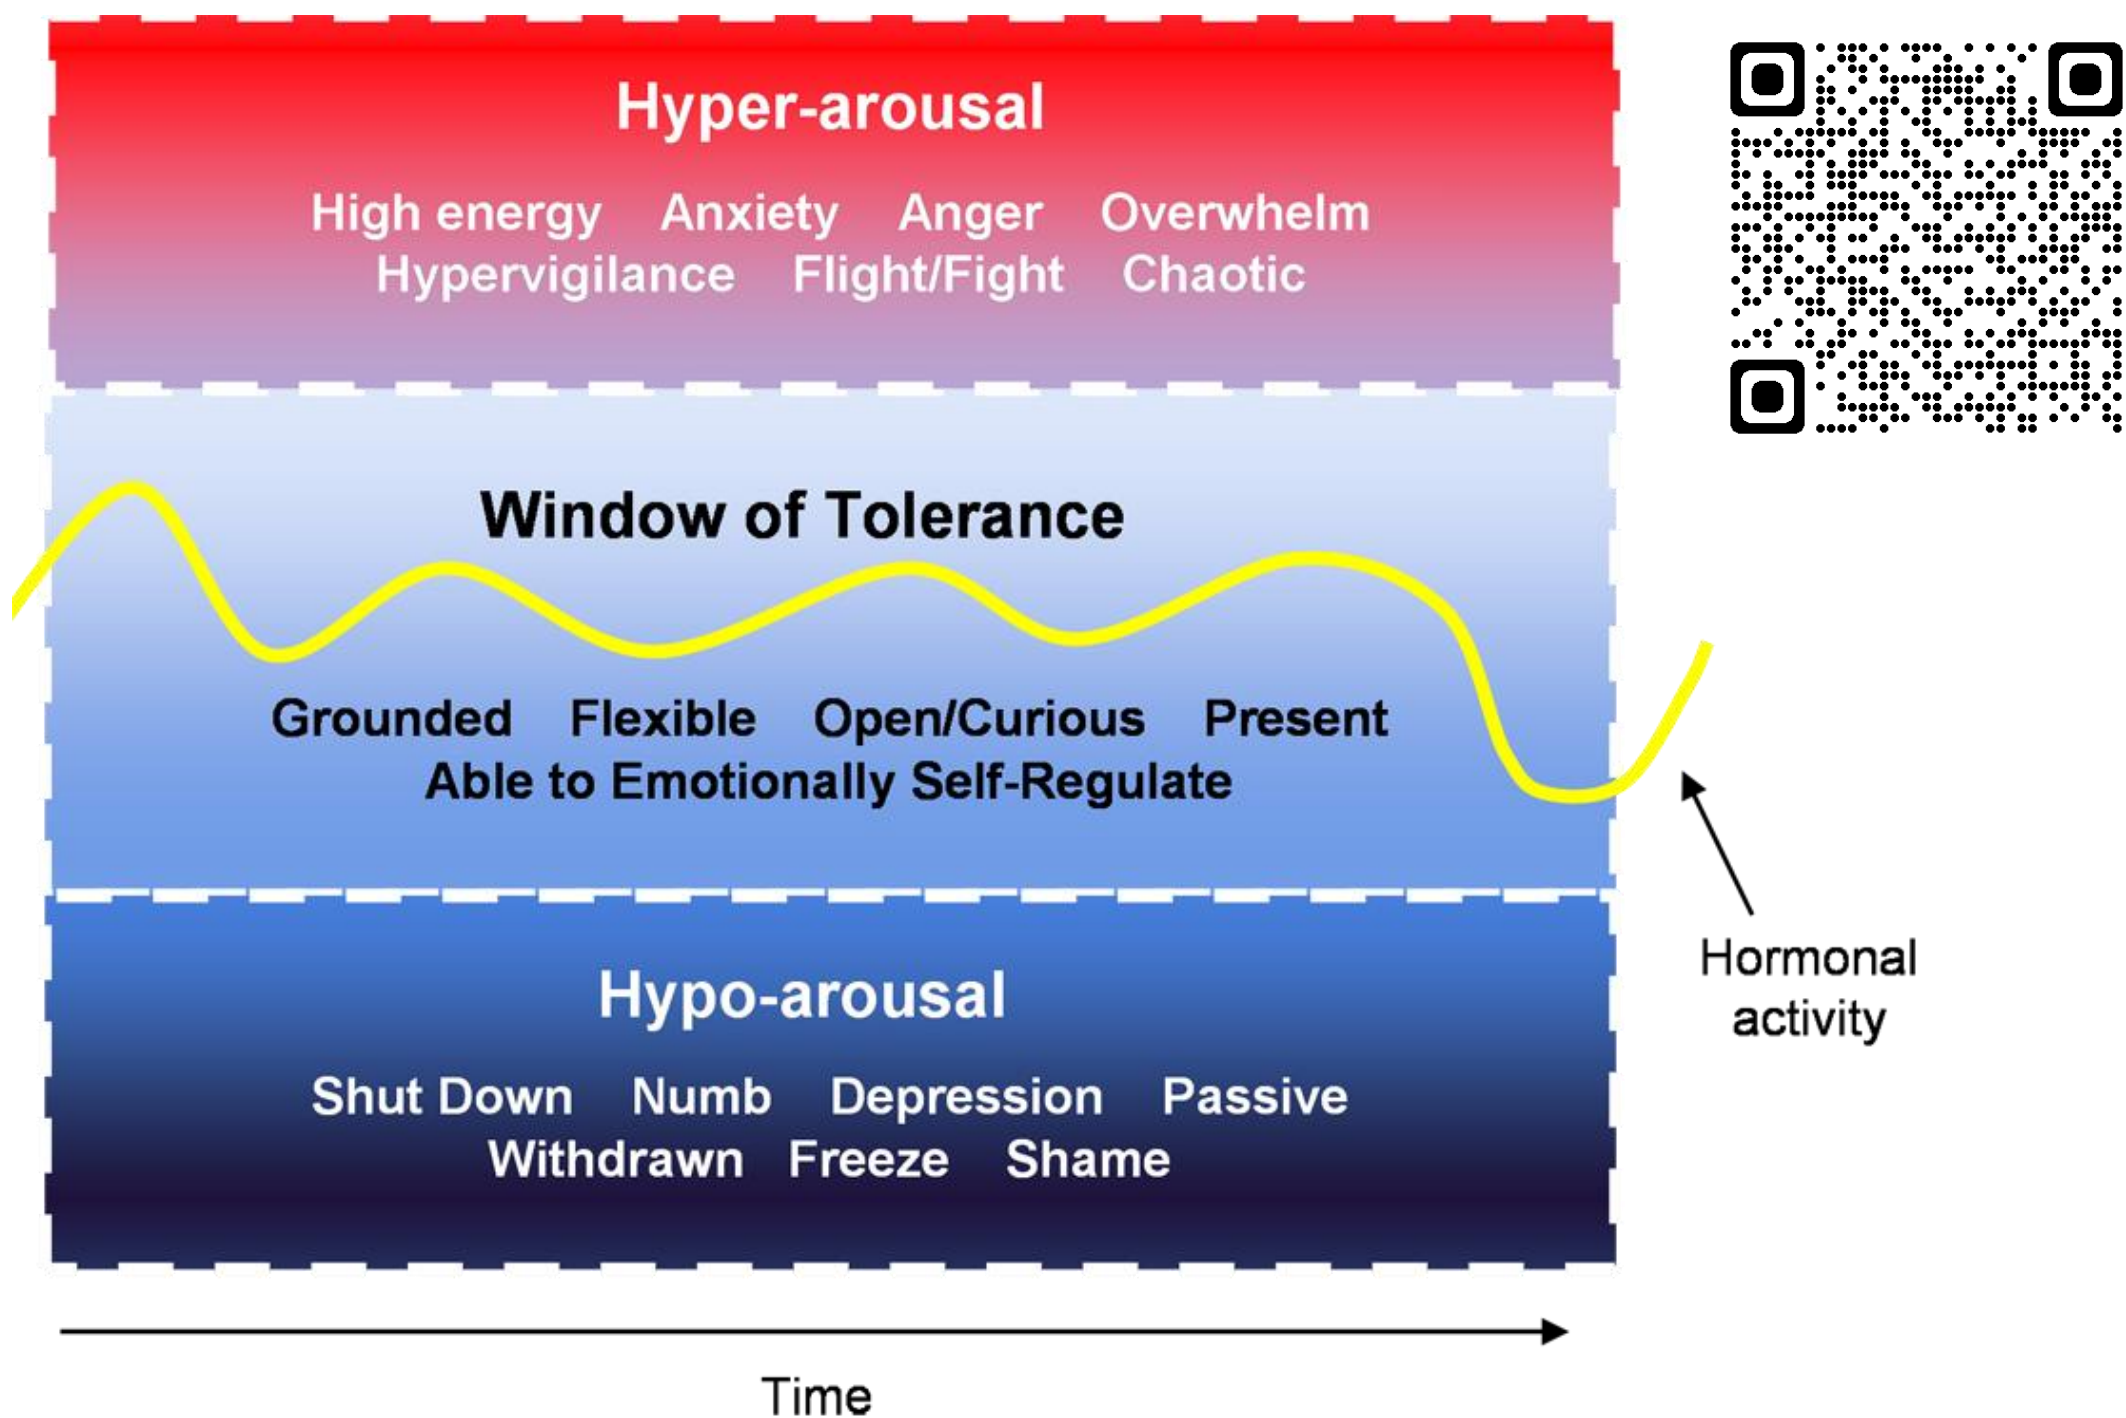 Hyper-arousal
High energy Anxiety Anger Overwhelm
Hypervigilance Flight/Fight Chaotic
Window of Tolerance
Grounded Flexible Open/Curious Present
Able to Emotionally Self-Regulate
Hypo-arousal
Shut Down Numb Depression Passive
Withdrawn Freeze Shame
Hormonal
activity
Time